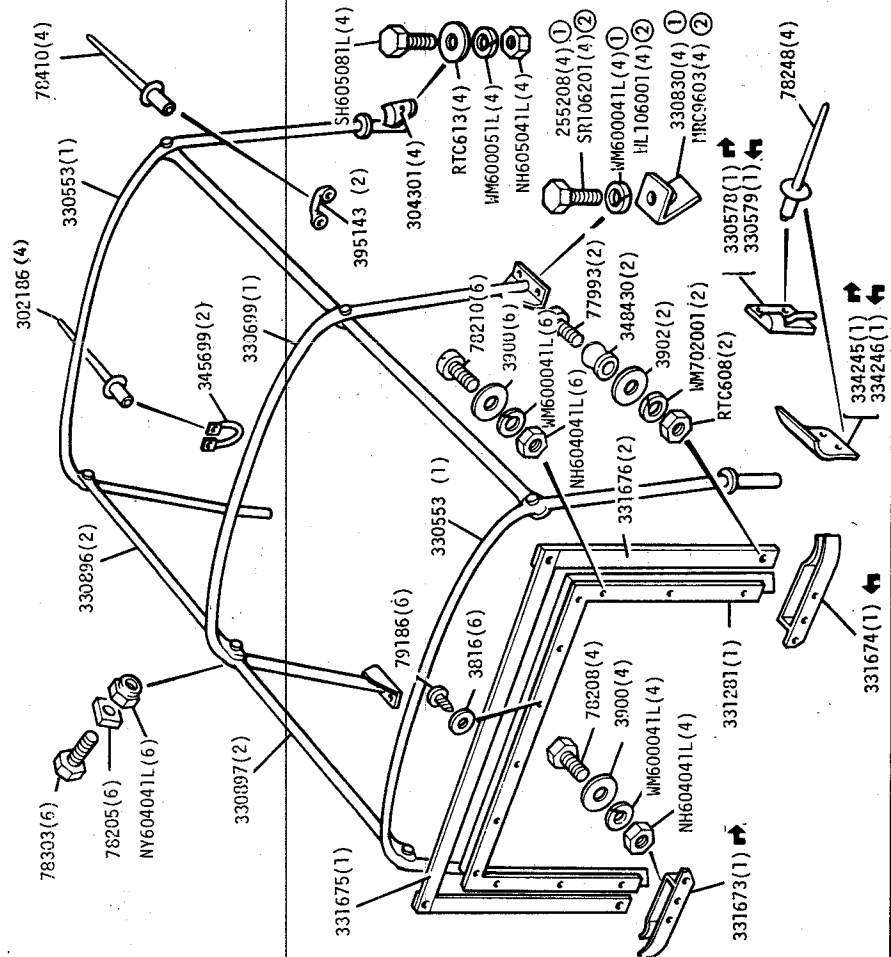 78410(4)
330553(1)
302186(4)
345699(2)
330699(1)
395143 (2)
304301(4)
SH605081L(4)
RTC613(4)
WM600051L(4)
NH605041L(4)
255208(4) ①
SR106201(4) ②
WM600041L(4) ①
WL106001(4) ②
330830(4) ①
MRC9603(4) ②
78248(4)
330578(1)
330579(1)
334245(1)
334246(1)
77993(2)
348430(2)
3902(2)
WM702001(2)
RTC608(2)
78210(6)
3900(6)
WM600041L(6)
NH604041L(6)
331676(2)
330553 (1)
330896(2)
78303(6)
78205(6)
NY604041L(6)
330897(2)
79186(6)
3816(6)
331675(1)
78208(4)
3900(4)
WM600041L(4)
NH604041L(4)
331281(1)
331674(1)
331673(1)